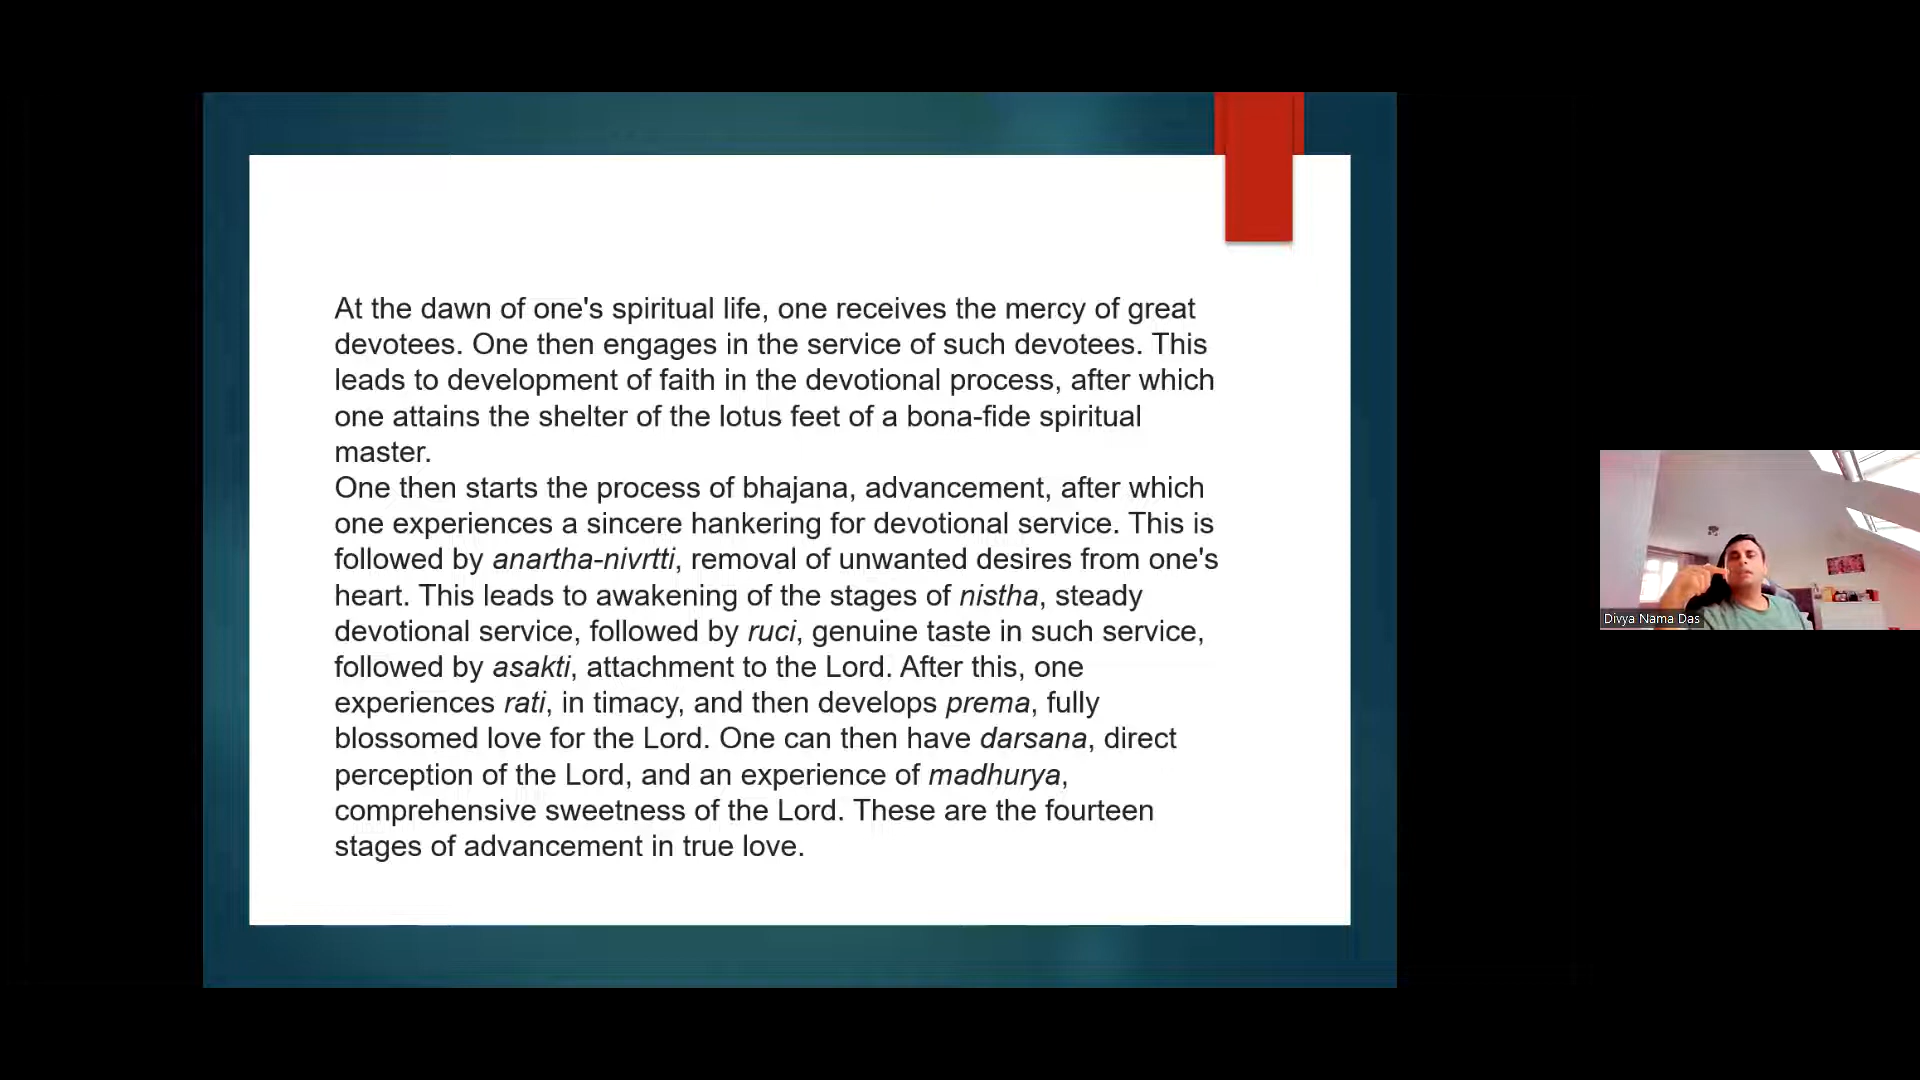 At the dawn of one's spiritual life, one receives the mercy of great
devotees. One then engages in the service of such devotees. This
leads to development of faith in the devotional process, after which
one attains the shelter of the lotus feet of a bona-fide spiritual
master.
One then starts the process of bhajana, advancement, after which
one experiences a sincere hankering for devotional service. This is
followed by anartha-nivrtti, removal of unwanted desires from one's
heart. This leads to awakening of the stages of nistha, steady
devotional service, followed by ruci, genuine taste in such service,
followed by asakti, attachment to the Lord. After this, one
experiences rati, in timacy, and then develops prema, fully
blossomed love for the Lord. One can then have darsana, direct
perception of the Lord, and an experience of madhurya,
comprehensive sweetness of the Lord. These are the fourteen
stages of advancement in true love.
Divya Nama Das